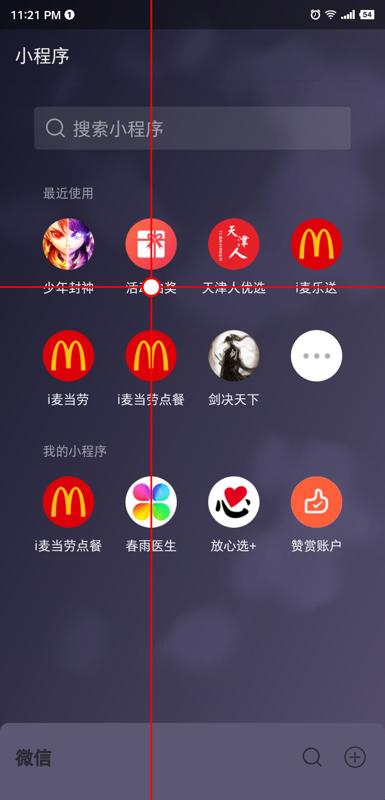 11:21 PM
54
小程序
搜索小程序
最近使用
天津人
TIANJINREN
少年封神
天津人优选
i麦乐送
i麦当劳
i麦当劳点餐
剑决天下
我的小程序
心
i麦当劳点餐
春雨医生
放心选+
赞赏账户
微信